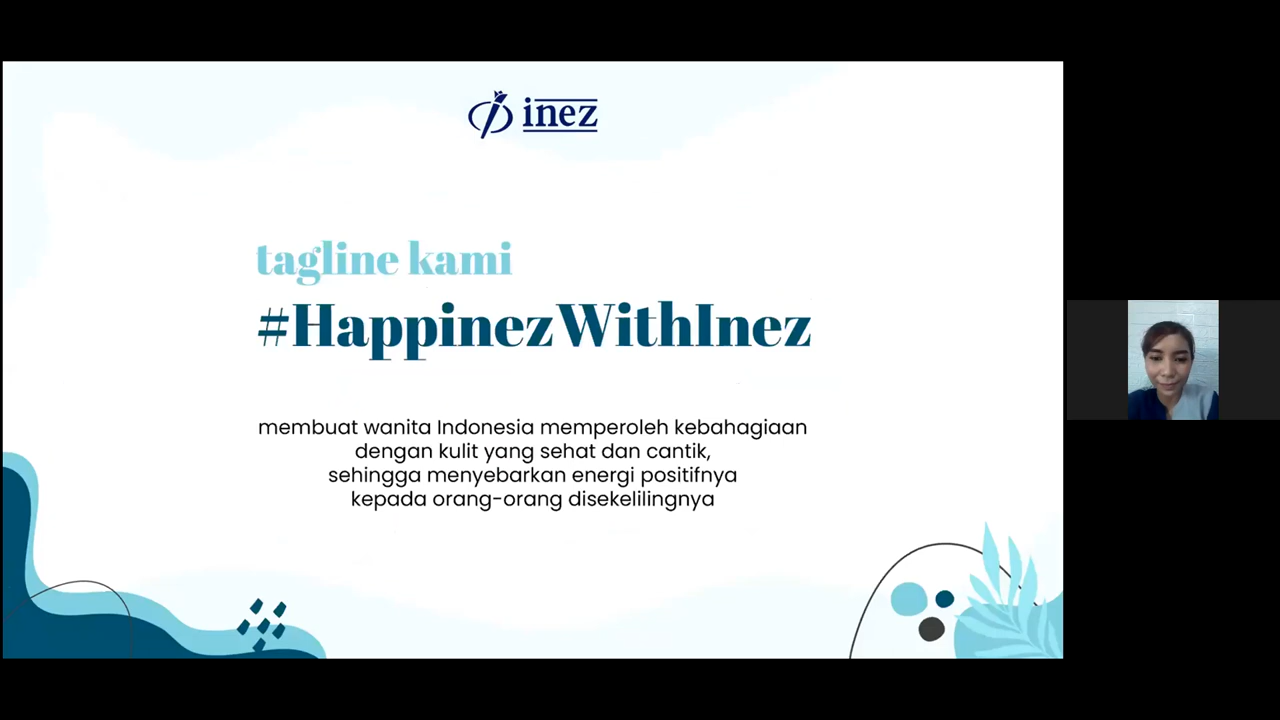 inez
tagline kami
#HappinezWithInez
membuat wanita Indonesia memperoleh kebahagiaan
dengan kulit yang sehat dan cantik,
sehingga menyebarkan energi positifnya
kepada orang-orang disekelilingnya